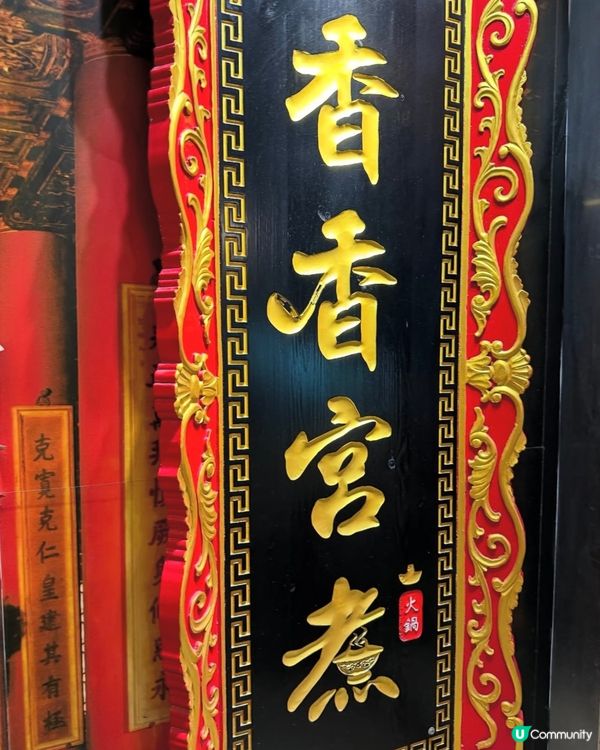 香香宮煮
火鍋
克寬克仁皇建其有極
U Community